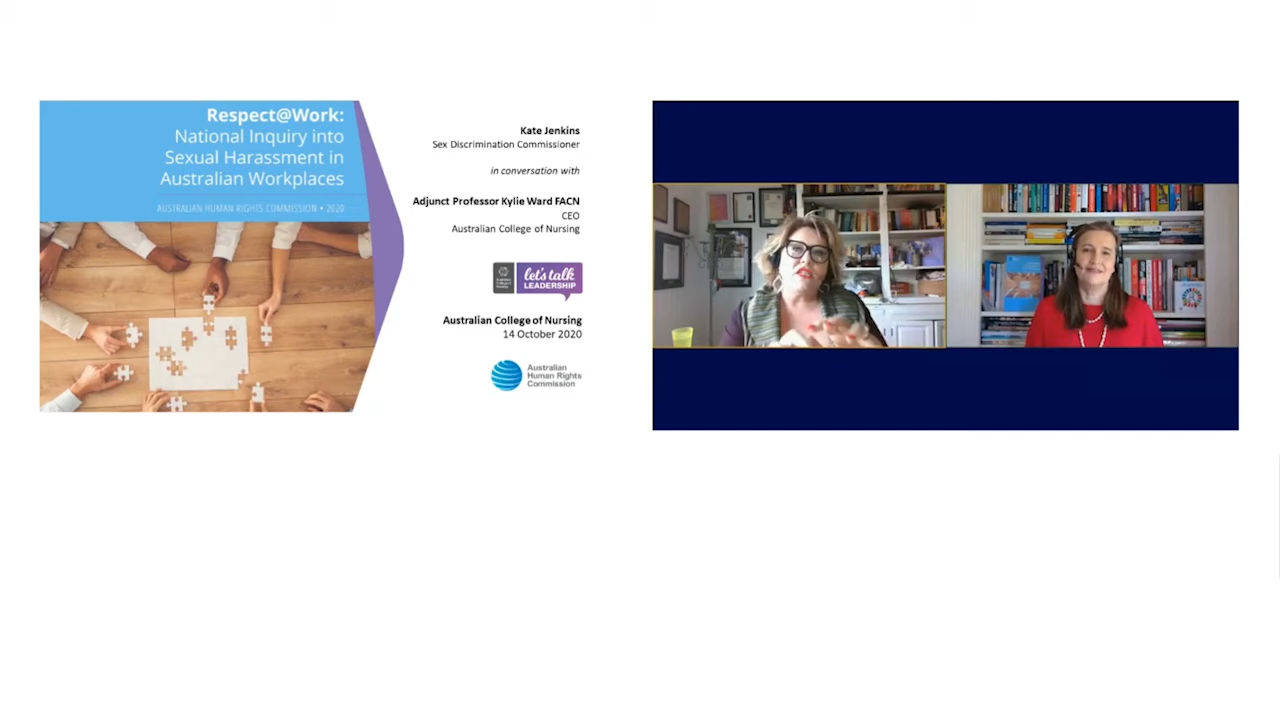 Respect@Work:
National Inquiry into
Sexual Harassment in
Australian Workplaces
AUSTRALIAN HUMAN RIGHTS COMMISSION • 2020
Kate Jenkins
Sex Discrimination Commissioner
in conversation with
Adjunct Professor Kylie Ward FACN
CEO
Australian College of Nursing
let's talk
LEADERSHIP
Australian College of Nursing
14 October 2020
Australian
Human Rights
Commission